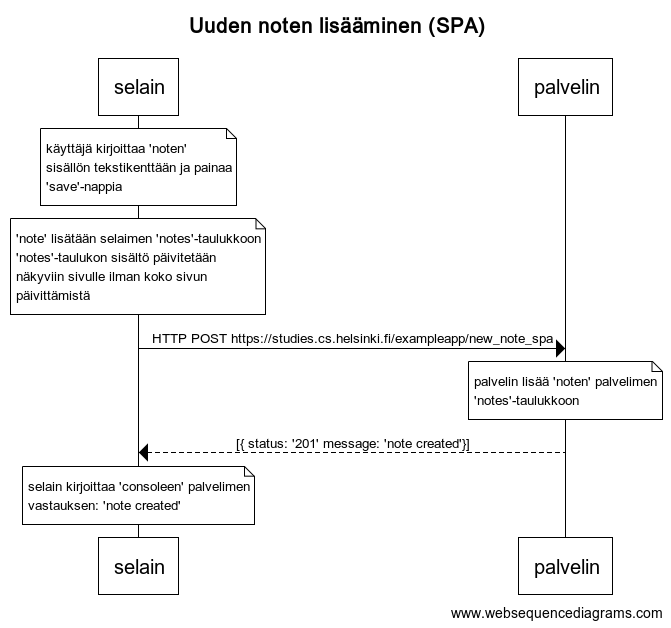 Uuden noten lisääminen (SPA)
selain
palvelin
käyttäjä kirjoittaa 'noten'
sisällön tekstikenttään ja painaa
'save'-nappia
'note' lisätään selaimen 'notes'-taulukkoon
'notes'-taulukon sisältö päivitetään
näkyviin sivulle ilman koko sivun
päivittämistä
HTTP POST https://studies.cs.helsinki.fi/exampleapp/new_note_spa
palvelin lisää 'noten' palvelimen
'notes'-taulukkoon
[{ status: '201' message: 'note created'}]
selain kirjoittaa 'consoleen' palvelimen
vastauksen: 'note created'
selain
palvelin
www.websequencediagrams.com